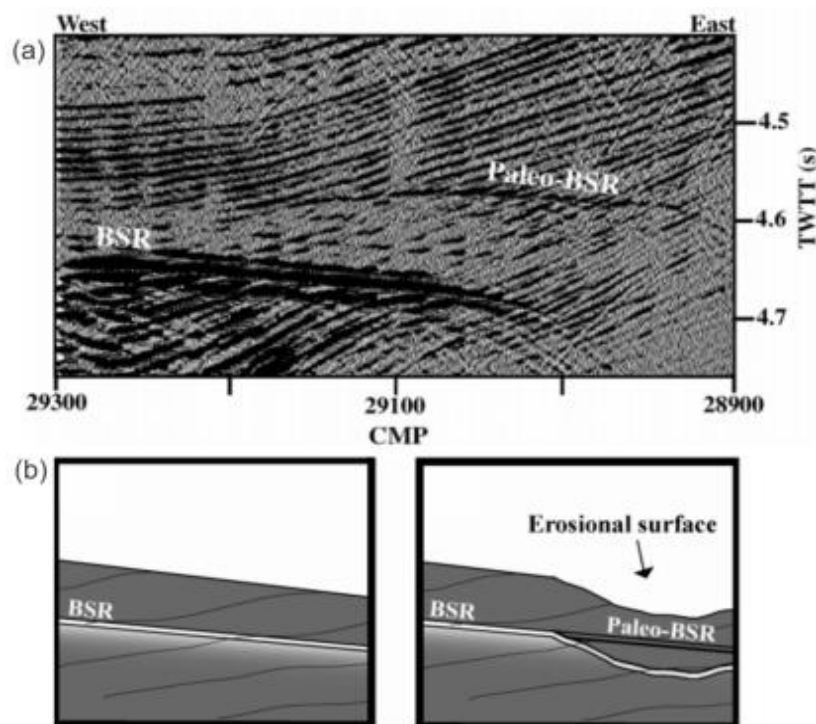 West East
(a)
4.5
Paleo-BSR
TWTT (s)
4.6
BSR
4.7
29300 29100 28900
CMP
(b)
Erosional surface
BSR
BSR
Paleo-BSR